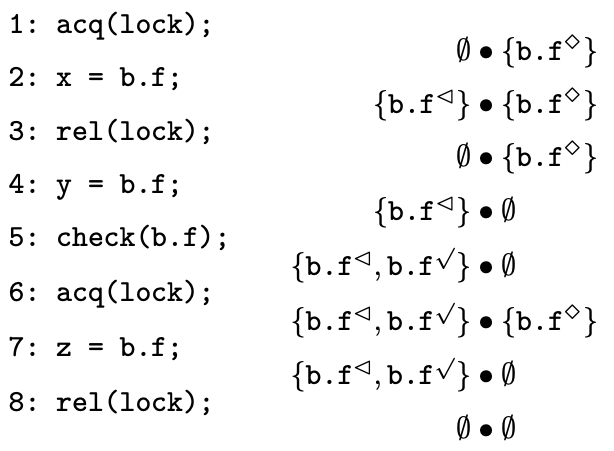 1: acq(lock);
∅ • {b.f◇}
2: x = b.f;
{b.f◁} • {b.f◇}
3: rel(lock);
∅ • {b.f◇}
4: y = b.f;
{b.f◁} • ∅
5: check(b.f);
{b.f◁, b.f√} • ∅
6: acq(lock);
{b.f◁, b.f√} • {b.f◇}
7: z = b.f;
{b.f◁, b.f√} • ∅
8: rel(lock);
∅ • ∅